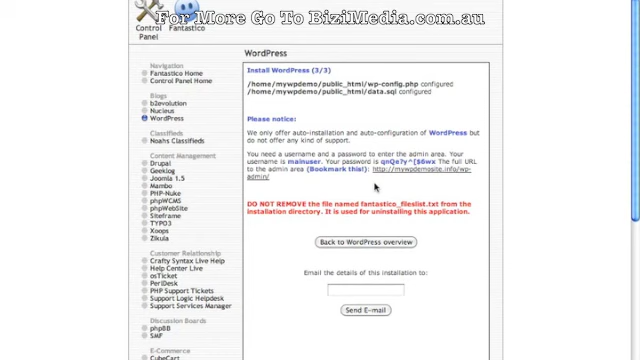 For More Go To BiziMedia.com.au
Control
Panel
Fantastico
WordPress
Navigation
Fantastico Home
Control Panel Home
Blogs
b2evolution
Nucleus
WordPress
Classifieds
Noahs Classifieds
Content Management
Drupal
Geeklog
Joomla 1.5
Mambo
PHP-Nuke
phpWCMS
phpWebSite
Siteframe
TYPO3
Xoops
Zikula
Customer Relationship
Crafty Syntax Live Help
Help Center Live
osTicket
PerlDesk
PHP Support Tickets
Support Logic Helpdesk
Support Services Manager
Discussion Boards
phpBB
SMF
E-Commerce
CubeCart
Install WordPress (3/3)
/home/mywpdemo/public_html/wp-config.php configured
/home/mywpdemo/public_html/data.sql configured
Please notice:
We only offer auto-installation and auto-configuration of WordPress but
do not offer any kind of support.
You need a username and a password to enter the admin area. Your
username is mainuser. Your password is The full URL
to the admin area (Bookmark this!): http://mywpdemosite.info/wp-
admin/
DO NOT REMOVE the file named fantastico_fileslist.txt from the
installation directory. It is used for uninstalling this application.
Back to WordPress overview
Email the details of this installation to:
Send E-mail